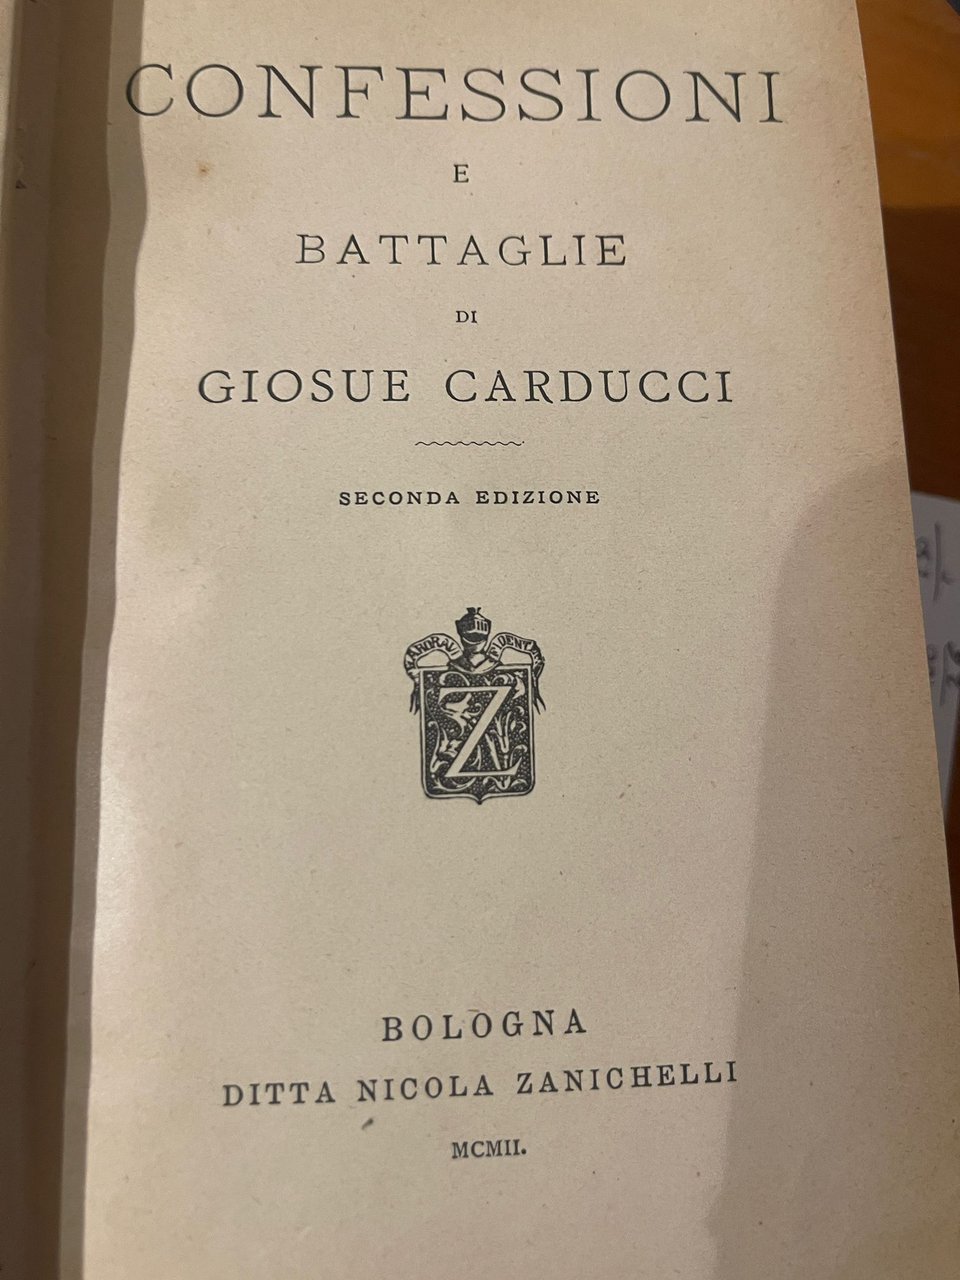 CONFESSIONI
E
BATTAGLIE
DI
GIOSUE CARDUCCI
SECONDA EDIZIONE
Z
BOLOGNA
DITTA NICOLA ZANICHELLI
MCMII.